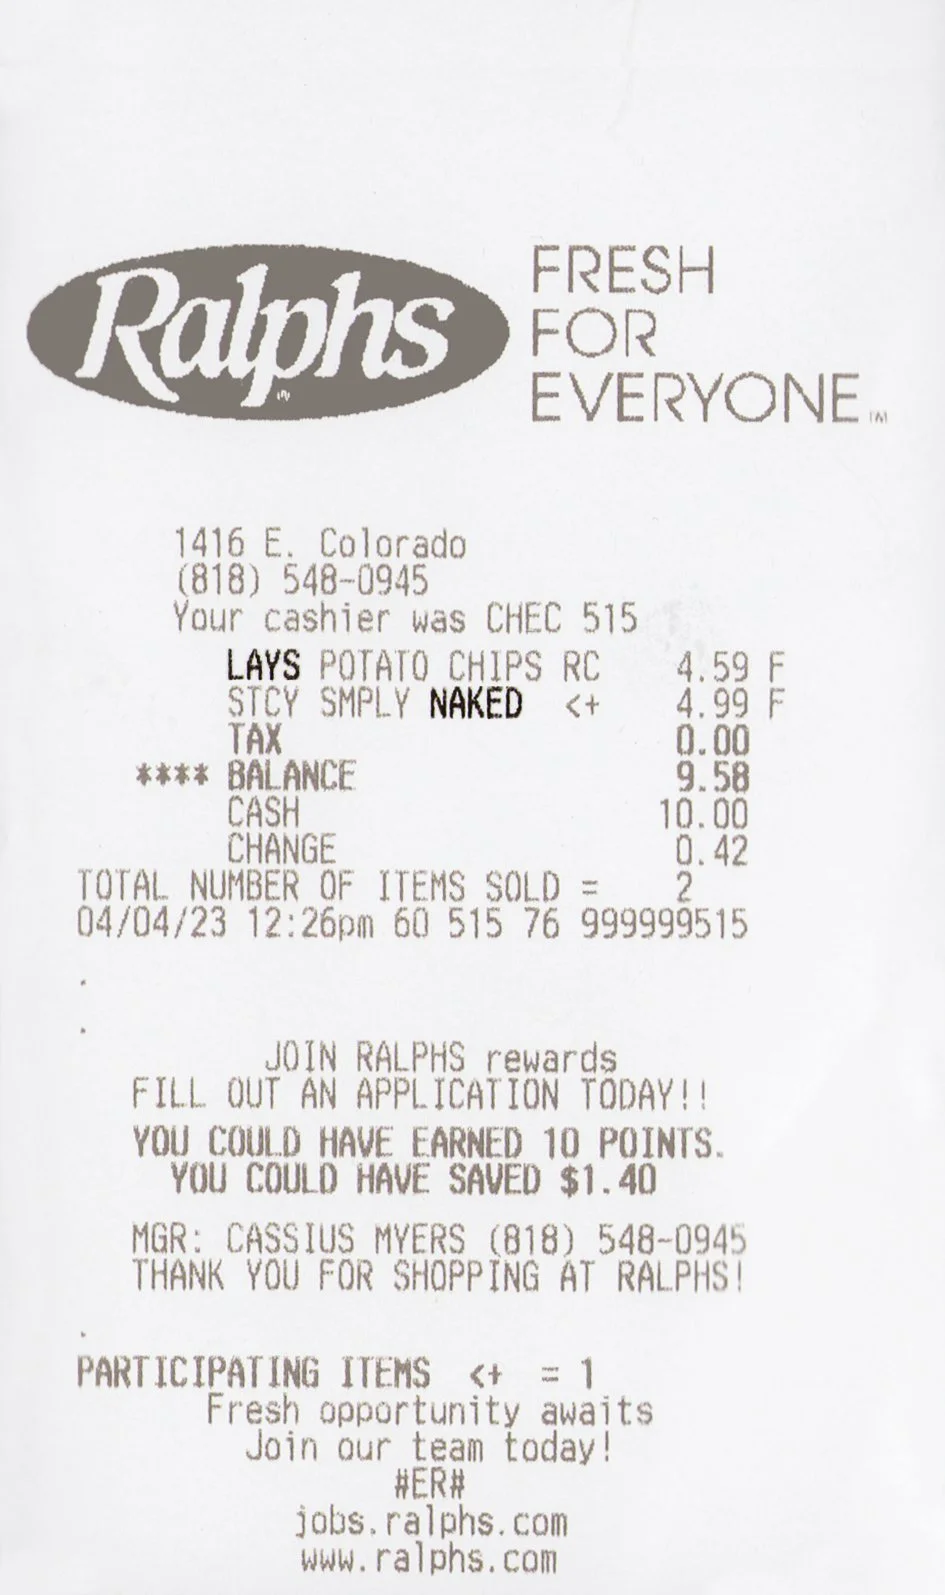 Ralphs
FRESH
FOR
EVERYONE™
1416 E. Colorado
(818) 548-0945
Your cashier was CHEC 515
LAYS POTATO CHIPS RC 4.59 F
STCY SMPLY NAKED <+ 4.99 F
TAX 0.00
**** BALANCE 9.58
CASH 10.00
CHANGE 0.42
TOTAL NUMBER OF ITEMS SOLD = 2
04/04/23 12:26pm 60 515 76 999999515
.
.
JOIN RALPHS rewards
FILL OUT AN APPLICATION TODAY!!
YOU COULD HAVE EARNED 10 POINTS.
YOU COULD HAVE SAVED $1.40
MGR: CASSIUS MYERS (818) 548-0945
THANK YOU FOR SHOPPING AT RALPHS!
.
PARTICIPATING ITEMS <+ = 1
Fresh opportunity awaits
Join our team today!
#ER#
jobs.ralphs.com
www.ralphs.com